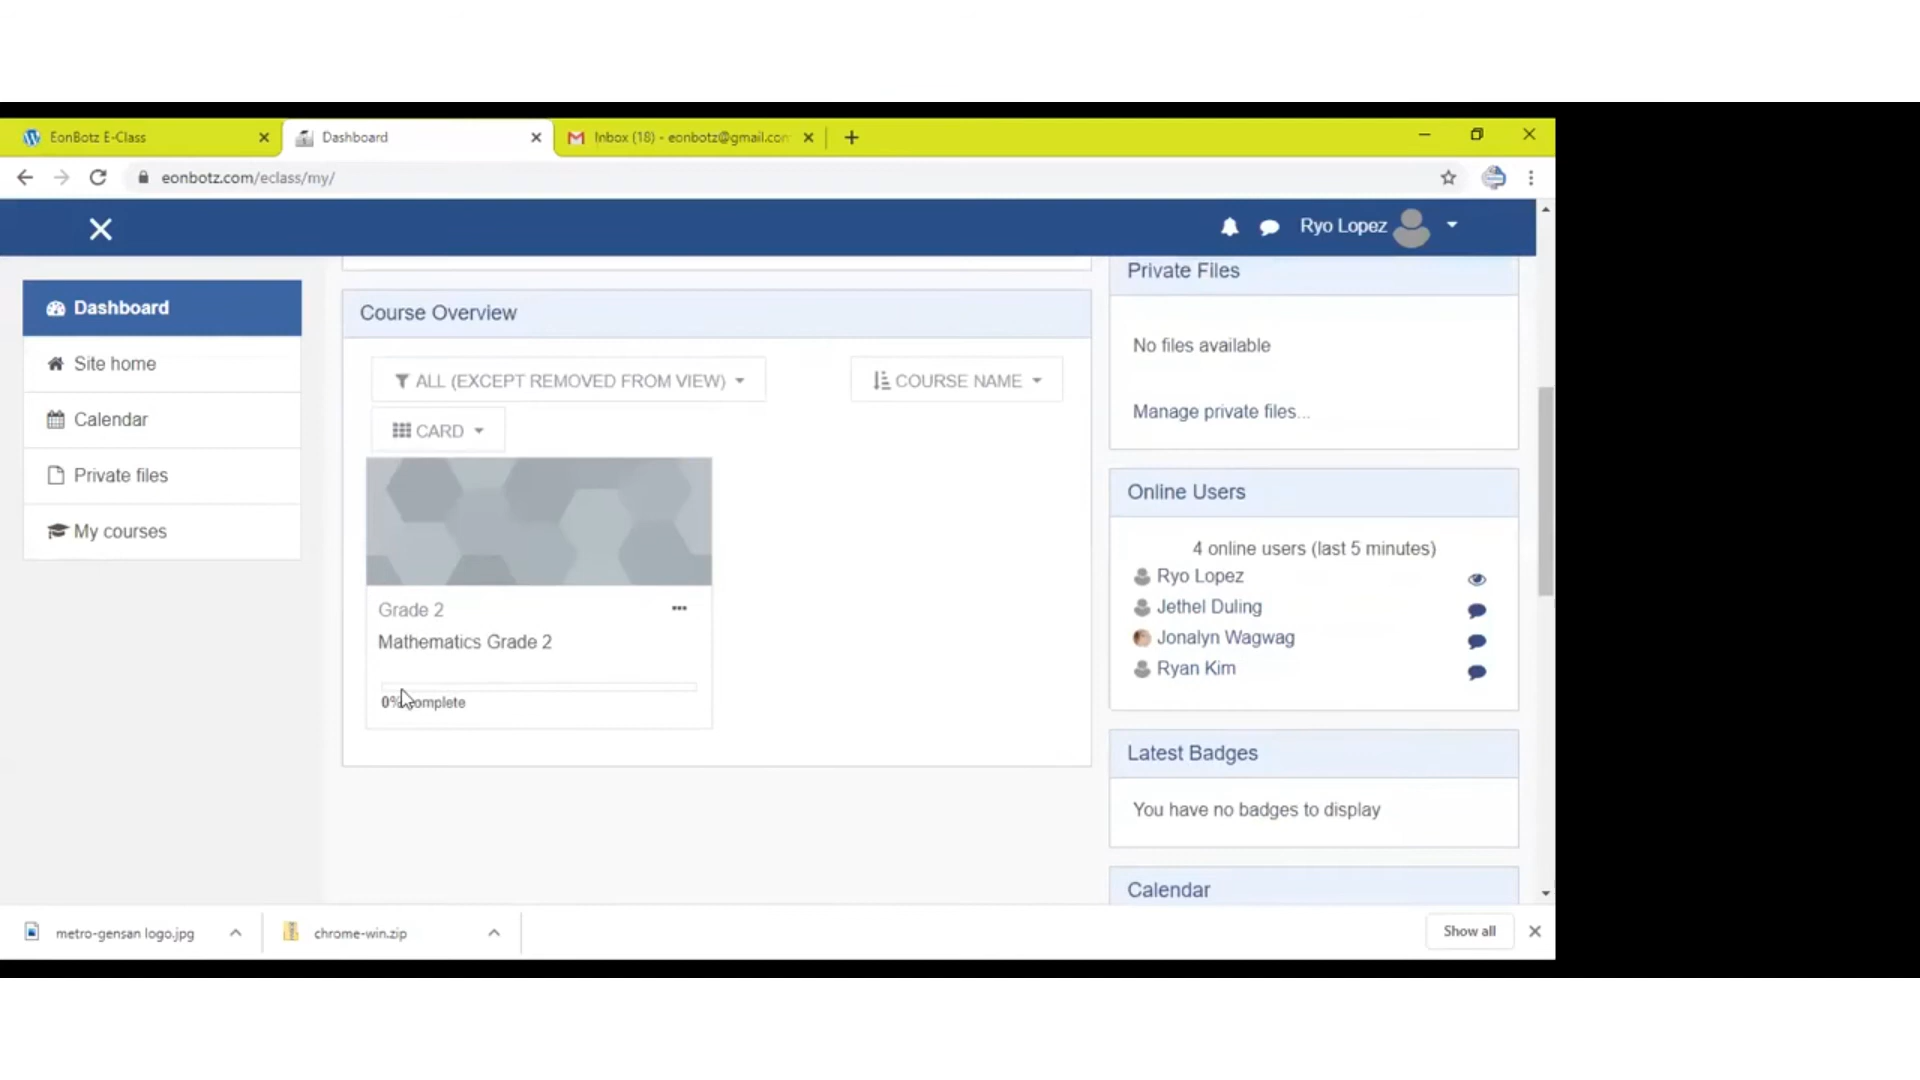 EonBotz E-Class
Dashboard
Inbox (18) - eonbotz@gmail.con
eonbotz.com/eclass/my/
Ryo Lopez
Dashboard
Site home
Calendar
Private files
My courses
Course Overview
ALL (EXCEPT REMOVED FROM VIEW)
COURSE NAME
CARD
Grade 2
Mathematics Grade 2
0% complete
Private Files
No files available
Manage private files...
Online Users
4 online users (last 5 minutes)
Ryo Lopez
Jethel Duling
Jonalyn Wagwag
Ryan Kim
Latest Badges
You have no badges to display
Calendar
metro-gensan logo.jpg
chrome-win.zip
Show all